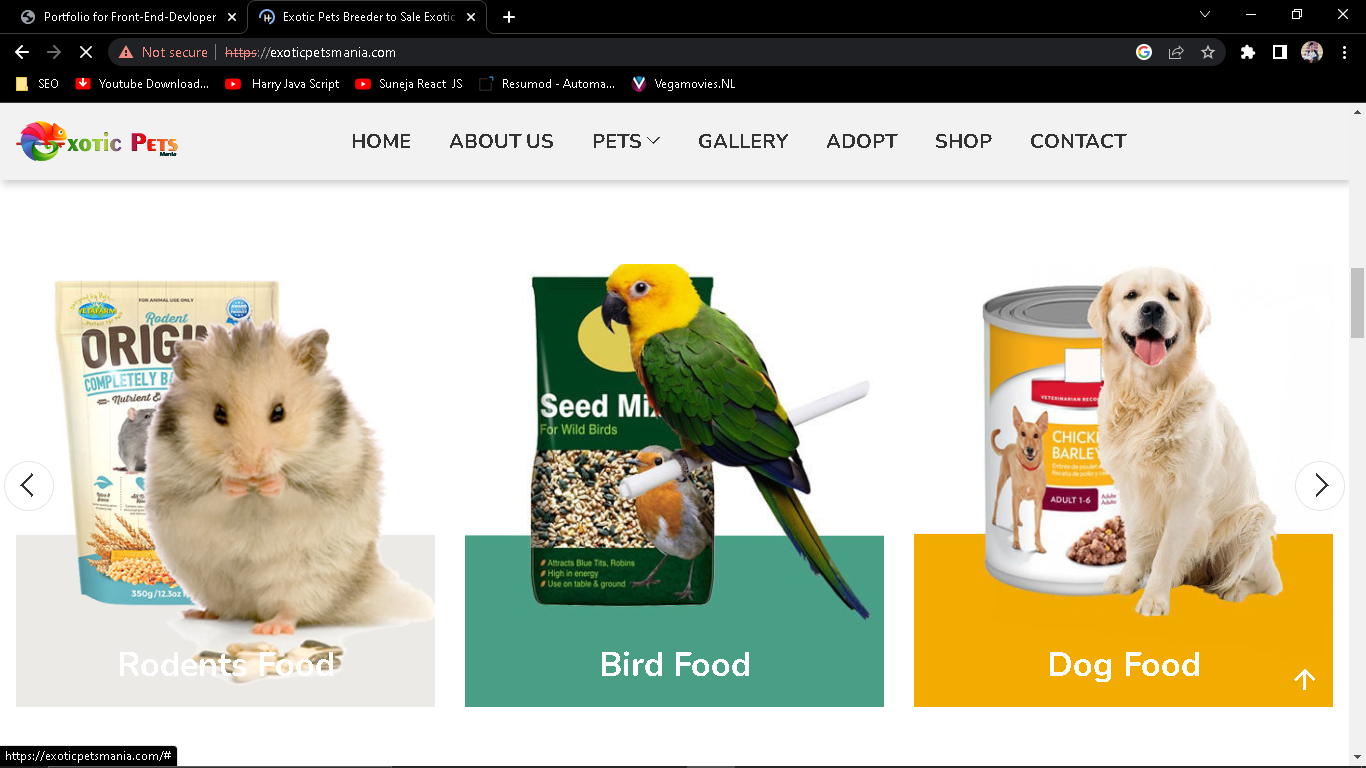 Portfolio for Front-End-Devloper
Exotic Pets Breeder to Sale Exotic
Not secure
https://exoticpetsmania.com
SEO
Youtube Download...
Harry Java Script
Suneja React JS
Resumod - Automa...
Vegamovies.NL
Exotic Pets
Mania
HOME
ABOUT US
PETS
GALLERY
ADOPT
SHOP
CONTACT
FOR ANIMAL USE ONLY
VETAFARM
Rodent
ORIGIN
COMPLETELY BA
Nutrient &
350g/12.3oz
Rodents Food
Seed Mix
For Wild Birds
Attracts Blue Tits, Robins
High in energy
Use on table & ground
Bird Food
VETERINARIAN RECO
CHICK
BARLEY
ADULT 1-6
Dog Food
https://exoticpetsmania.com/#